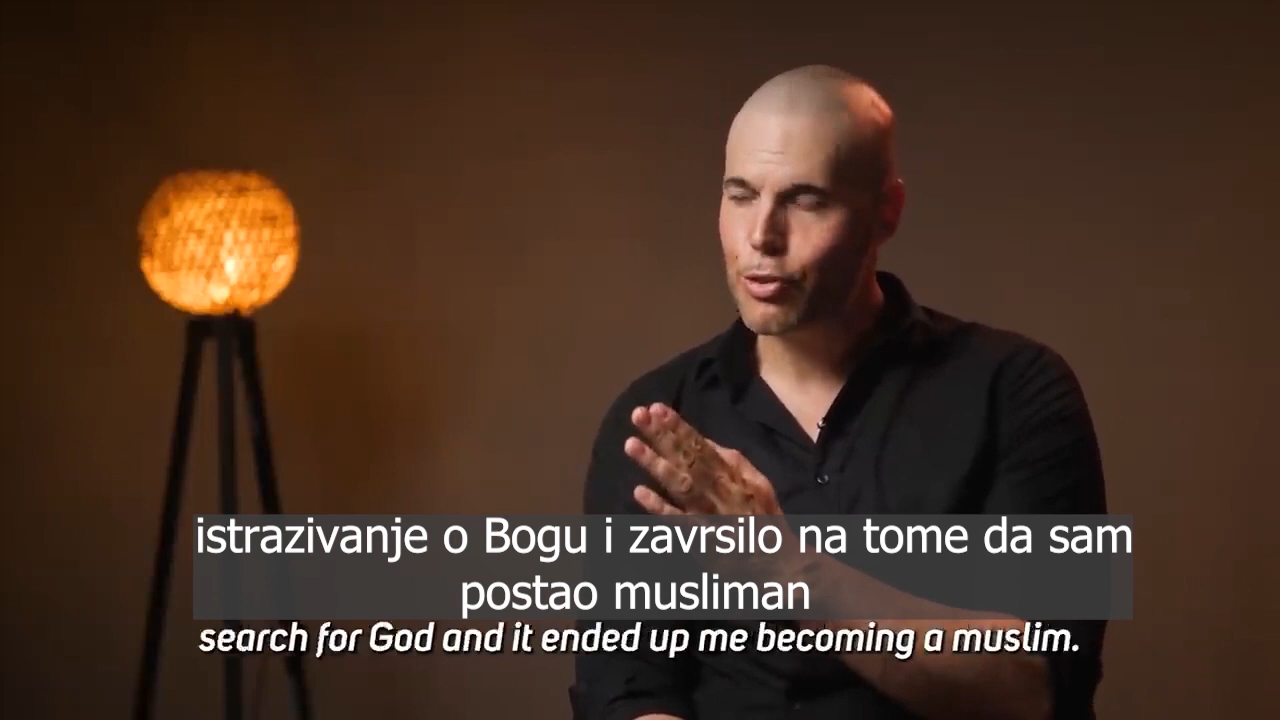 istrazivanje o Bogu i zavrsilo na tome da sam
postao musliman
search for God and it ended up me becoming a muslim.